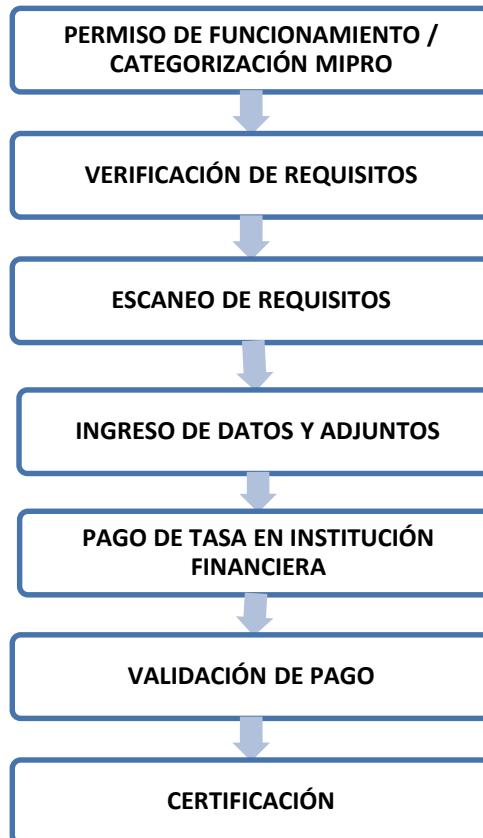 PERMISO DE FUNCIONAMIENTO /
CATEGORIZACIÓN MIPRO
VERIFICACIÓN DE REQUISITOS
ESCANEO DE REQUISITOS
INGRESO DE DATOS Y ADJUNTOS
PAGO DE TASA EN INSTITUCIÓN
FINANCIERA
VALIDACIÓN DE PAGO
CERTIFICACIÓN